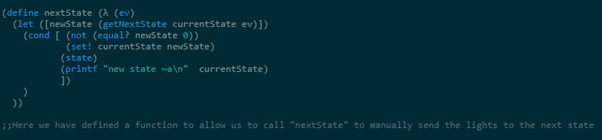 (define nextState (λ (ev)
  (let ([newState (getNextState currentState ev)])
    (cond [ (not (equal? newState 0))
            (set! currentState newState)
           (state)
           (printf "new state ~a\n"  currentState)
           ])
    )
  ))
;;Here we have defined a function to allow us to call "nextState" to manually send the lights to the next state